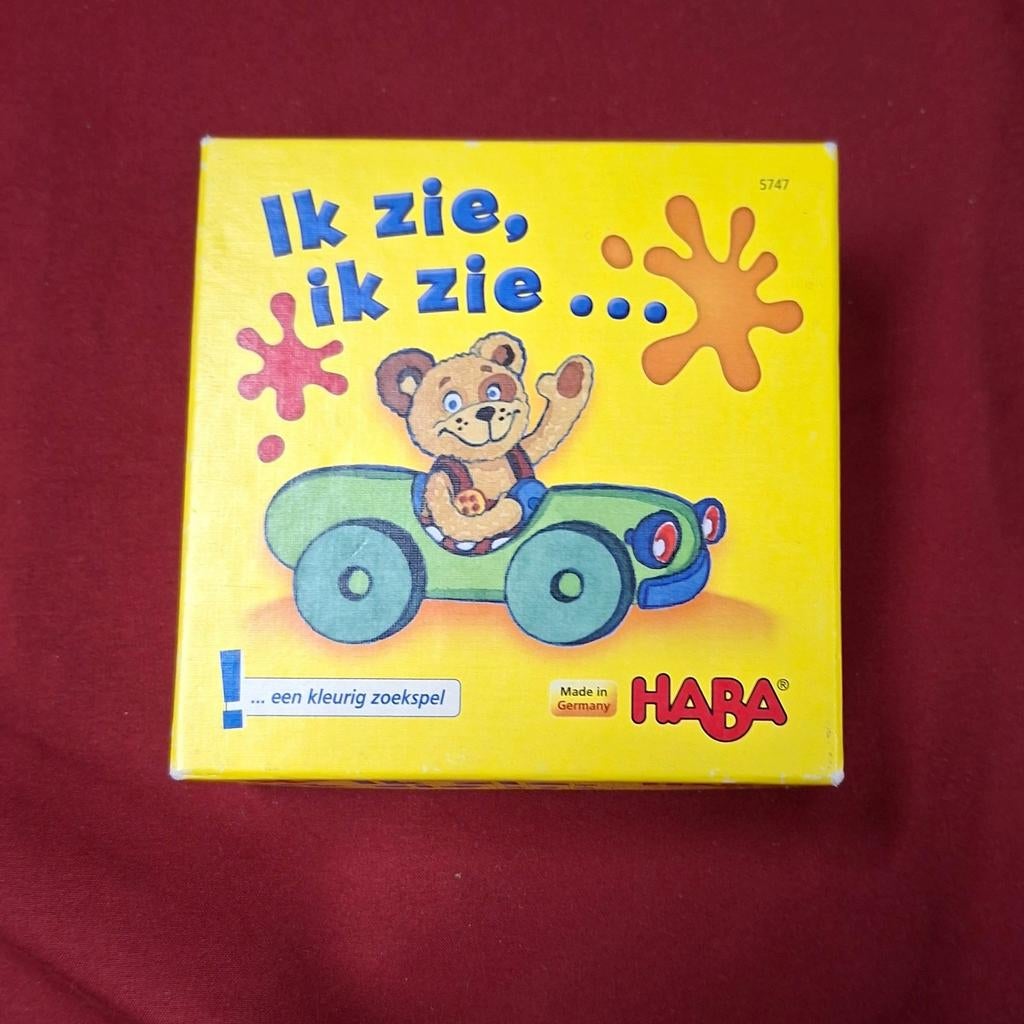 5747
Ik zie,
ik zie ...
! ... een kleurig zoekspel
Made in
Germany
HABA®